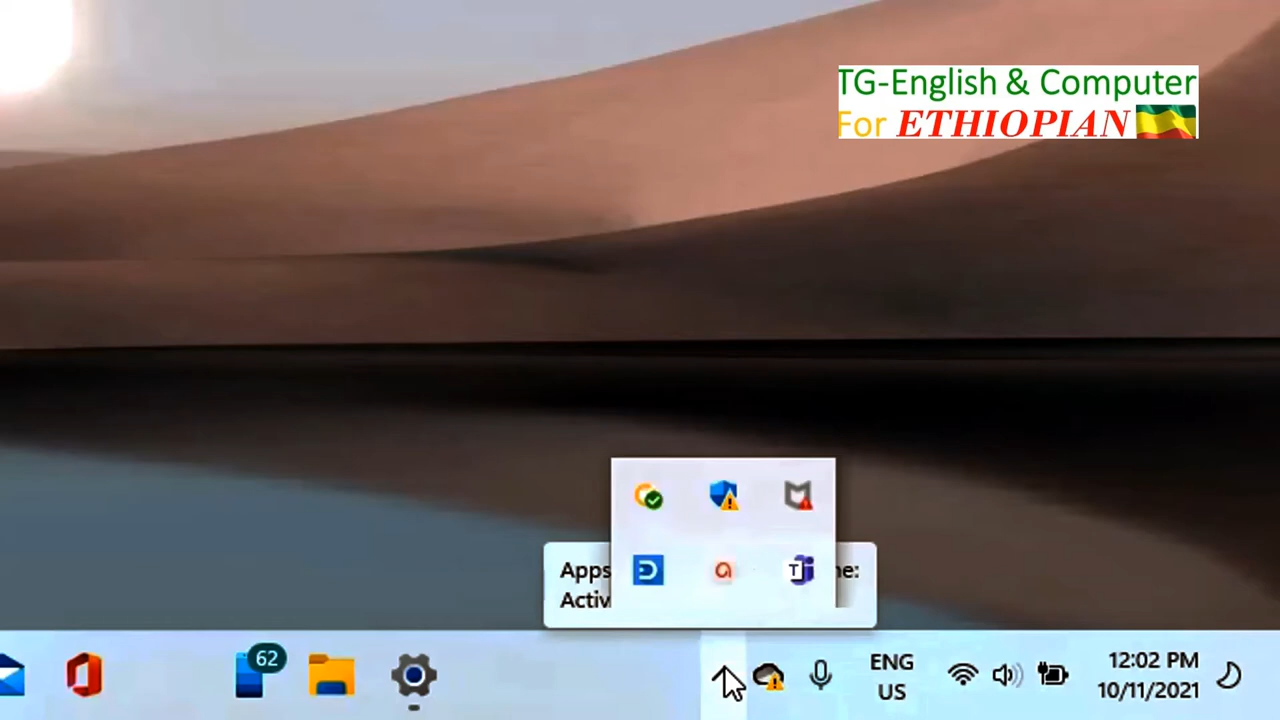 TG-English & Computer
For ETHIOPIAN
Apps
ne:
Activ
62
ENG
US
12:02 PM
10/11/2021